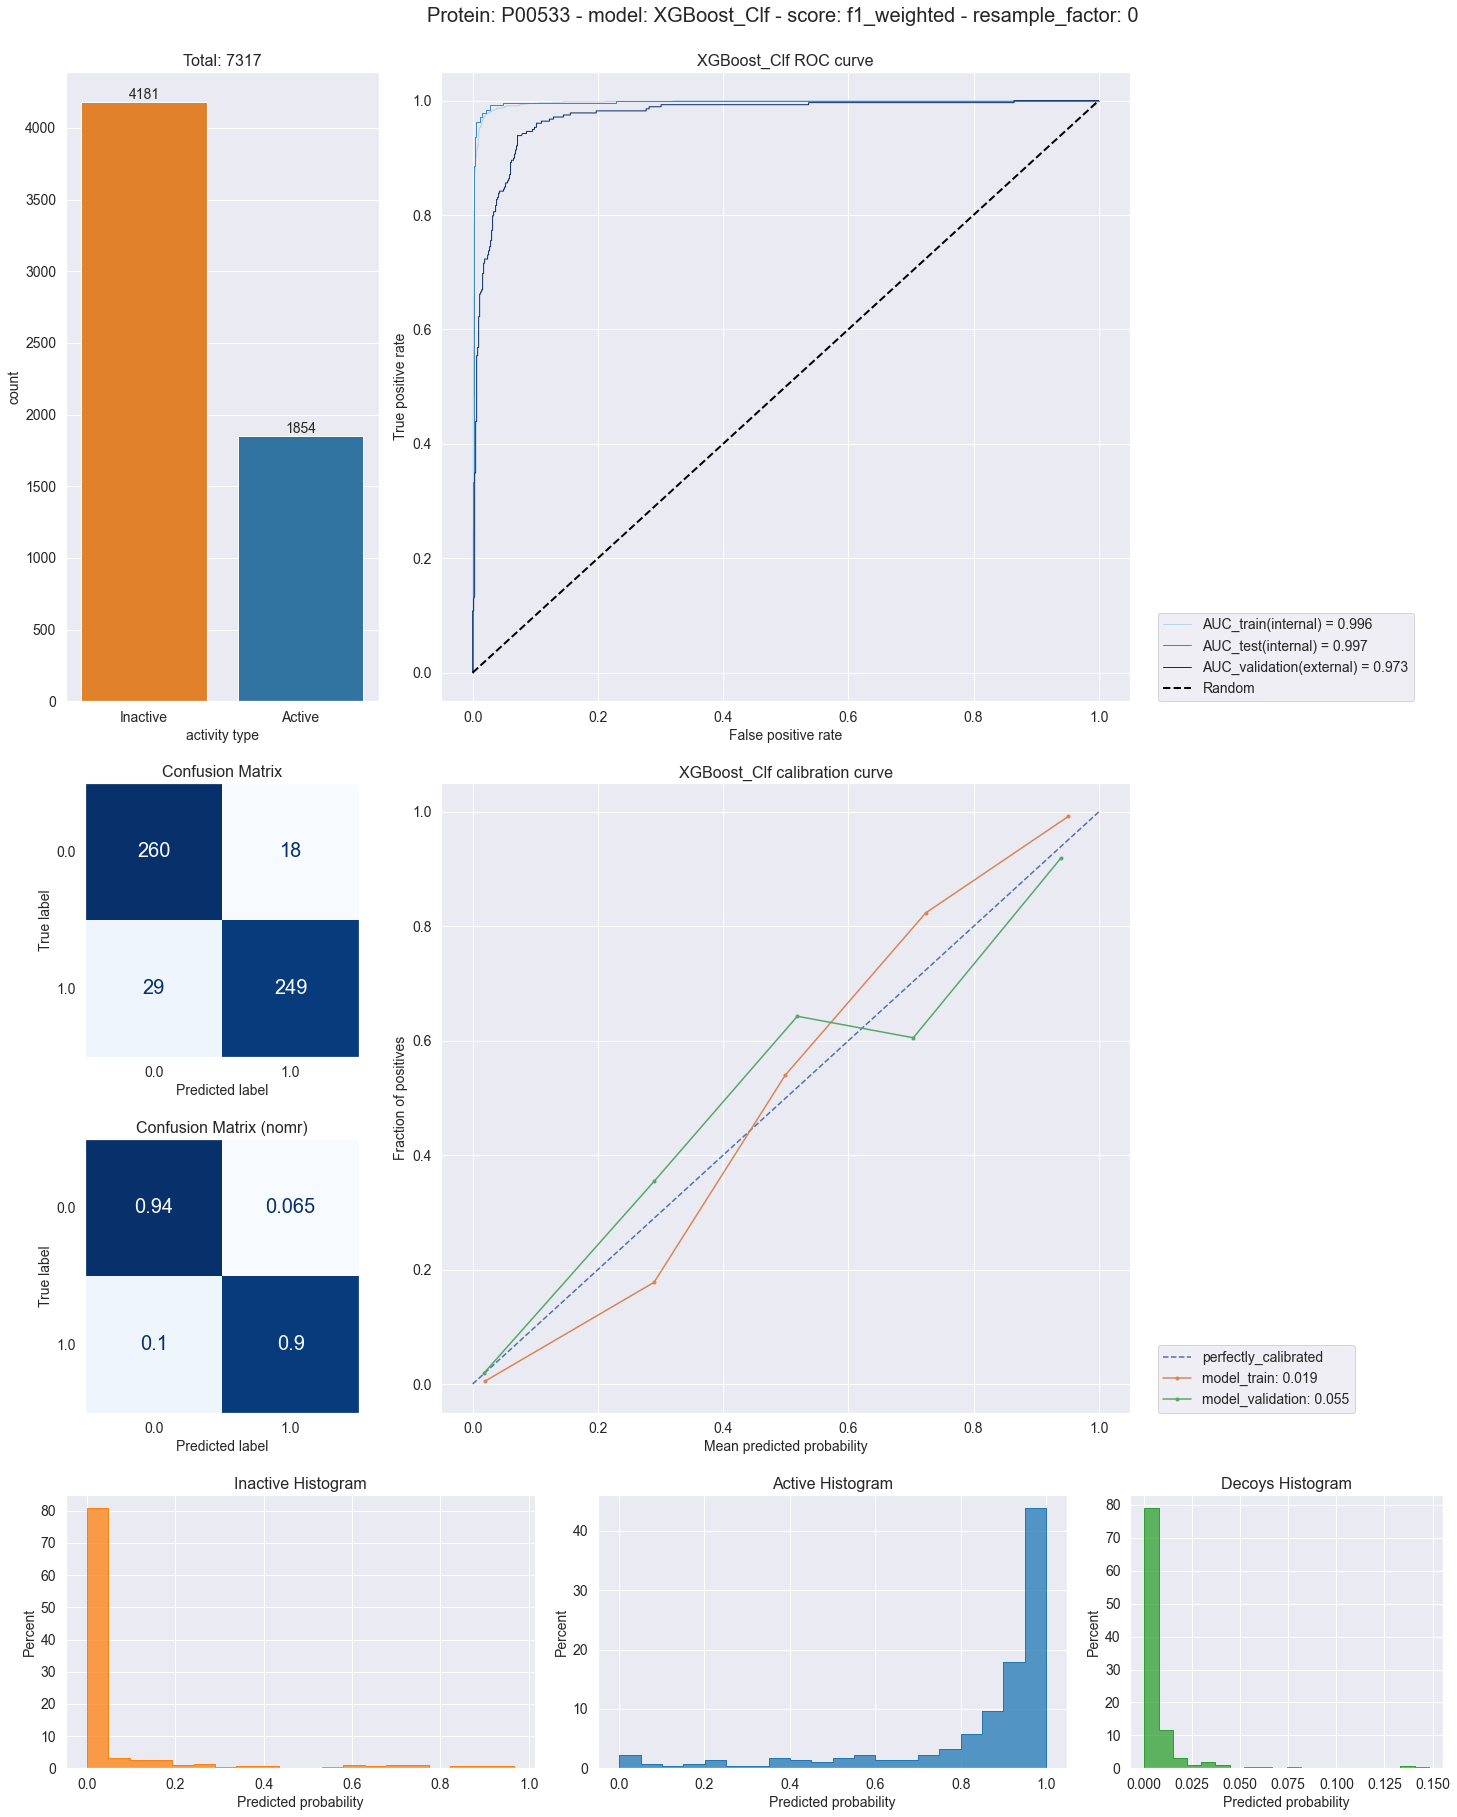 Protein: P00533 - model: XGBoost_Clf - score: f1_weighted - resample_factor: 0
Total: 7317
4181
1854
4000
3500
3000
2500
2000
1500
1000
500
0
count
Inactive Active
activity type
XGBoost_Clf ROC curve
1.0
0.8
0.6
0.4
0.2
0.0
True positive rate
0.0 0.2 0.4 0.6 0.8 1.0
False positive rate
AUC_train(internal) = 0.996
AUC_test(internal) = 0.997
AUC_validation(external) = 0.973
Random
Confusion Matrix
0.0 260 18
1.0 29 249
True label
0.0 1.0
Predicted label
Confusion Matrix (nomr)
0.0 0.94 0.065
1.0 0.1 0.9
True label
0.0 1.0
Predicted label
XGBoost_Clf calibration curve
1.0
0.8
0.6
0.4
0.2
0.0
Fraction of positives
0.0 0.2 0.4 0.6 0.8 1.0
Mean predicted probability
perfectly_calibrated
model_train: 0.019
model_validation: 0.055
Inactive Histogram
80
70
60
50
40
30
20
10
0
Percent
0.0 0.2 0.4 0.6 0.8 1.0
Predicted probability
Active Histogram
40
30
20
10
0
Percent
0.0 0.2 0.4 0.6 0.8 1.0
Predicted probability
Decoys Histogram
80
70
60
50
40
30
20
10
0
Percent
0.000 0.025 0.050 0.075 0.100 0.125 0.150
Predicted probability